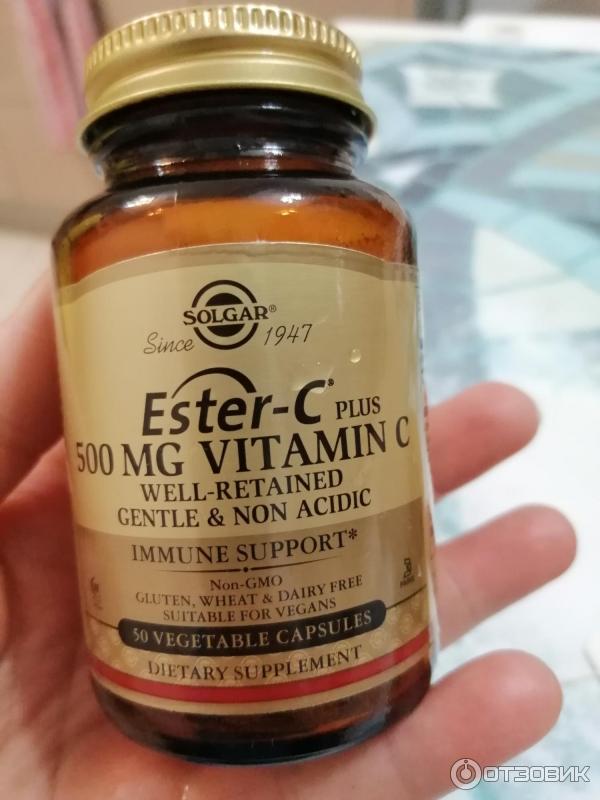 SOLGAR®
Since 1947
Ester-C® PLUS
500 MG VITAMIN C
WELL-RETAINED
GENTLE & NON ACIDIC
IMMUNE SUPPORT*
Non-GMO
GLUTEN, WHEAT & DAIRY FREE
SUITABLE FOR VEGANS
50 VEGETABLE CAPSULES
DIETARY SUPPLEMENT
ОТЗОВИК